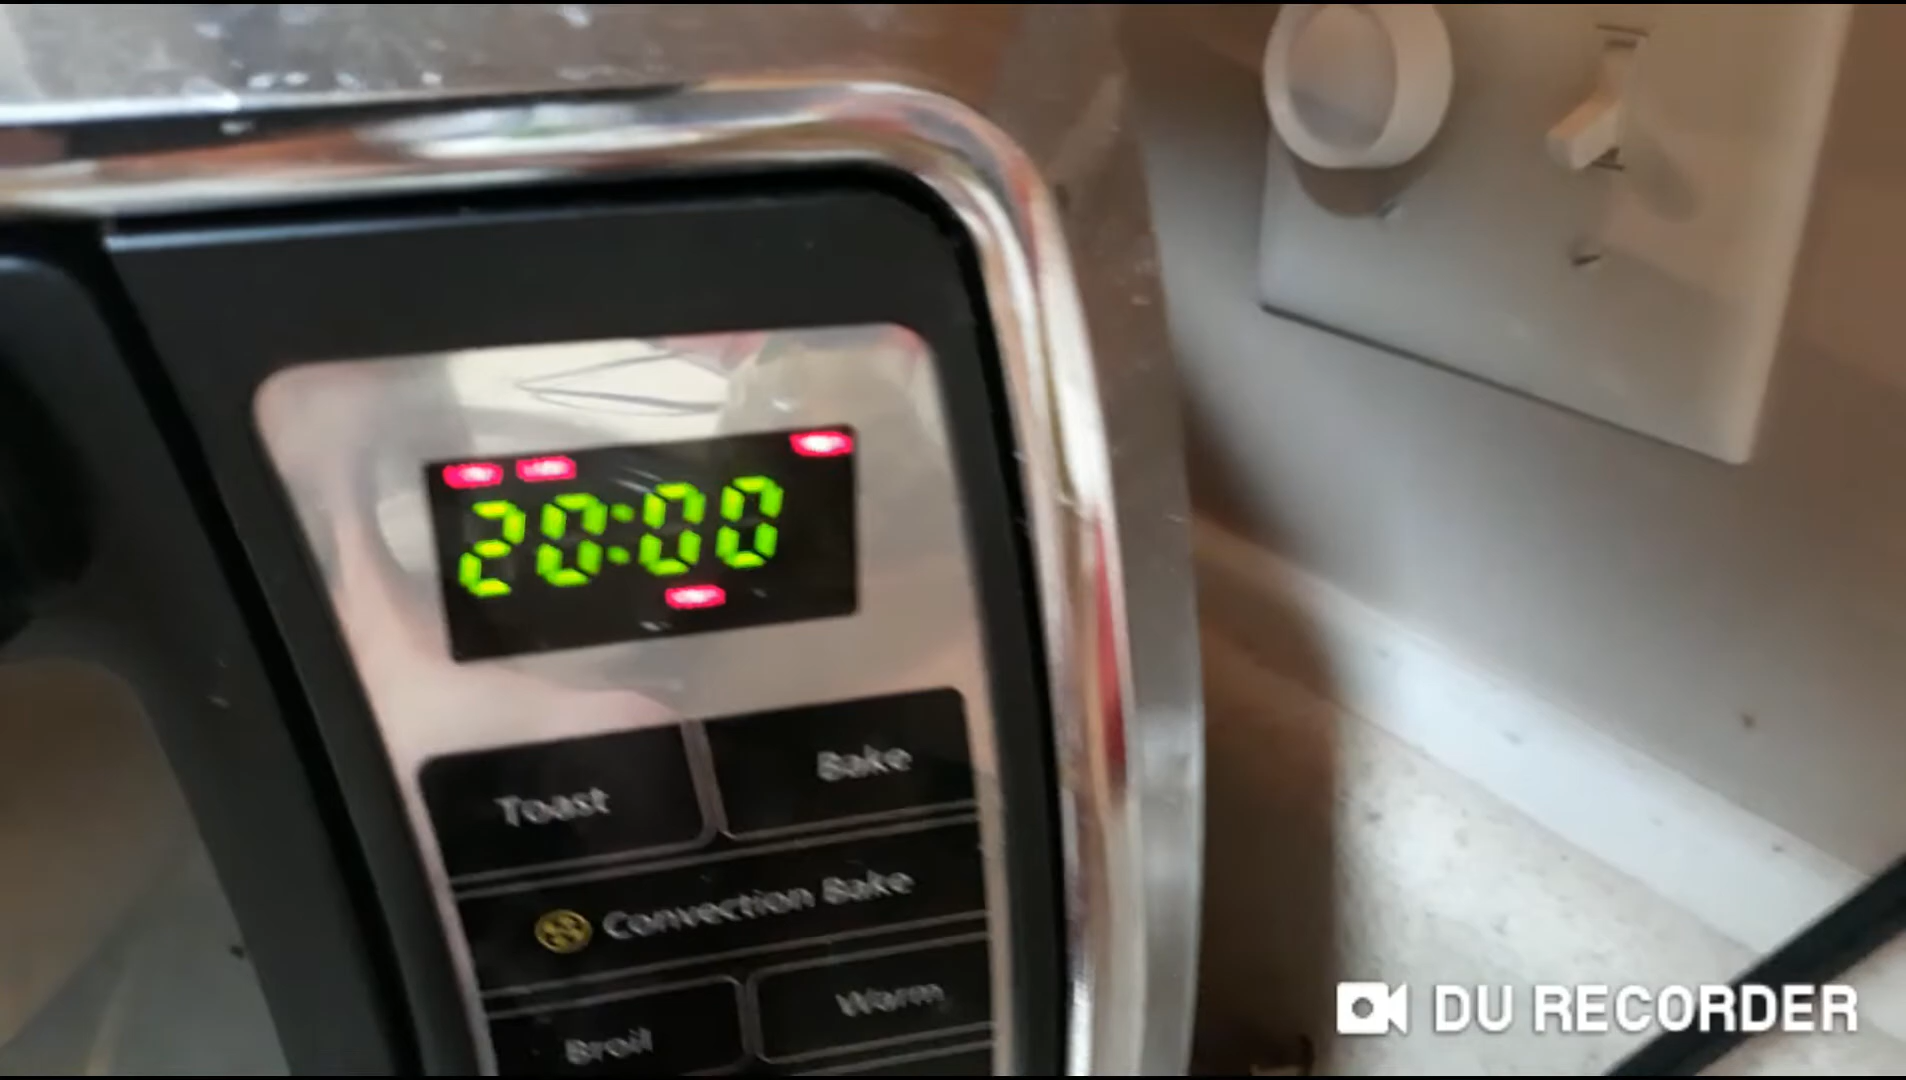 20:00
Toast
Bake
Convection Bake
Broil
Warm
DU RECORDER